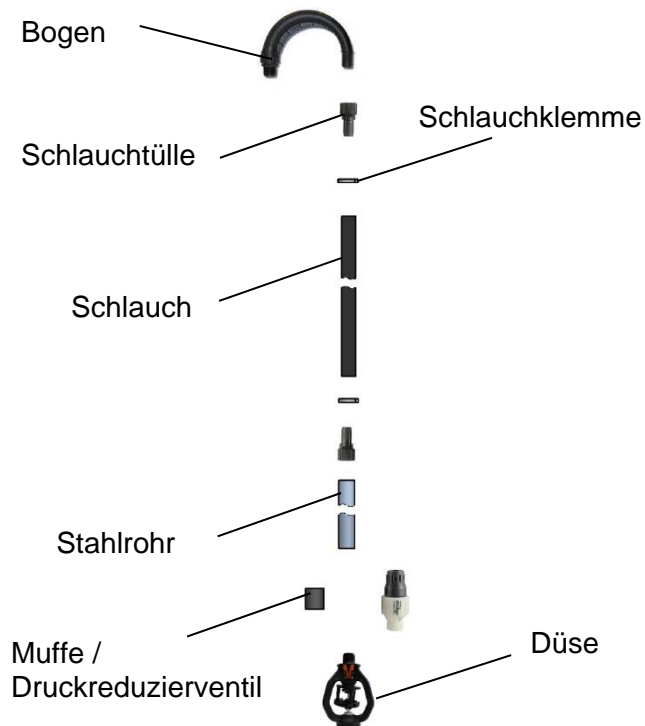 Bogen
Schlauchklemme
Schlauchtülle
Schlauch
Stahlrohr
Düse
Muffe /
Druckreduzierventil